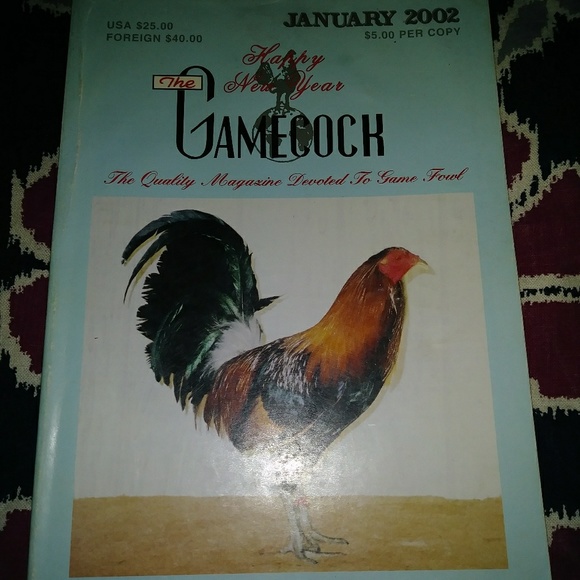 USA $25.00
FOREIGN $40.00
JANUARY 2002
$5.00 PER COPY
Happy
New Year
The
GAMECOCK
The Quality Magazine Devoted To Game Fowl